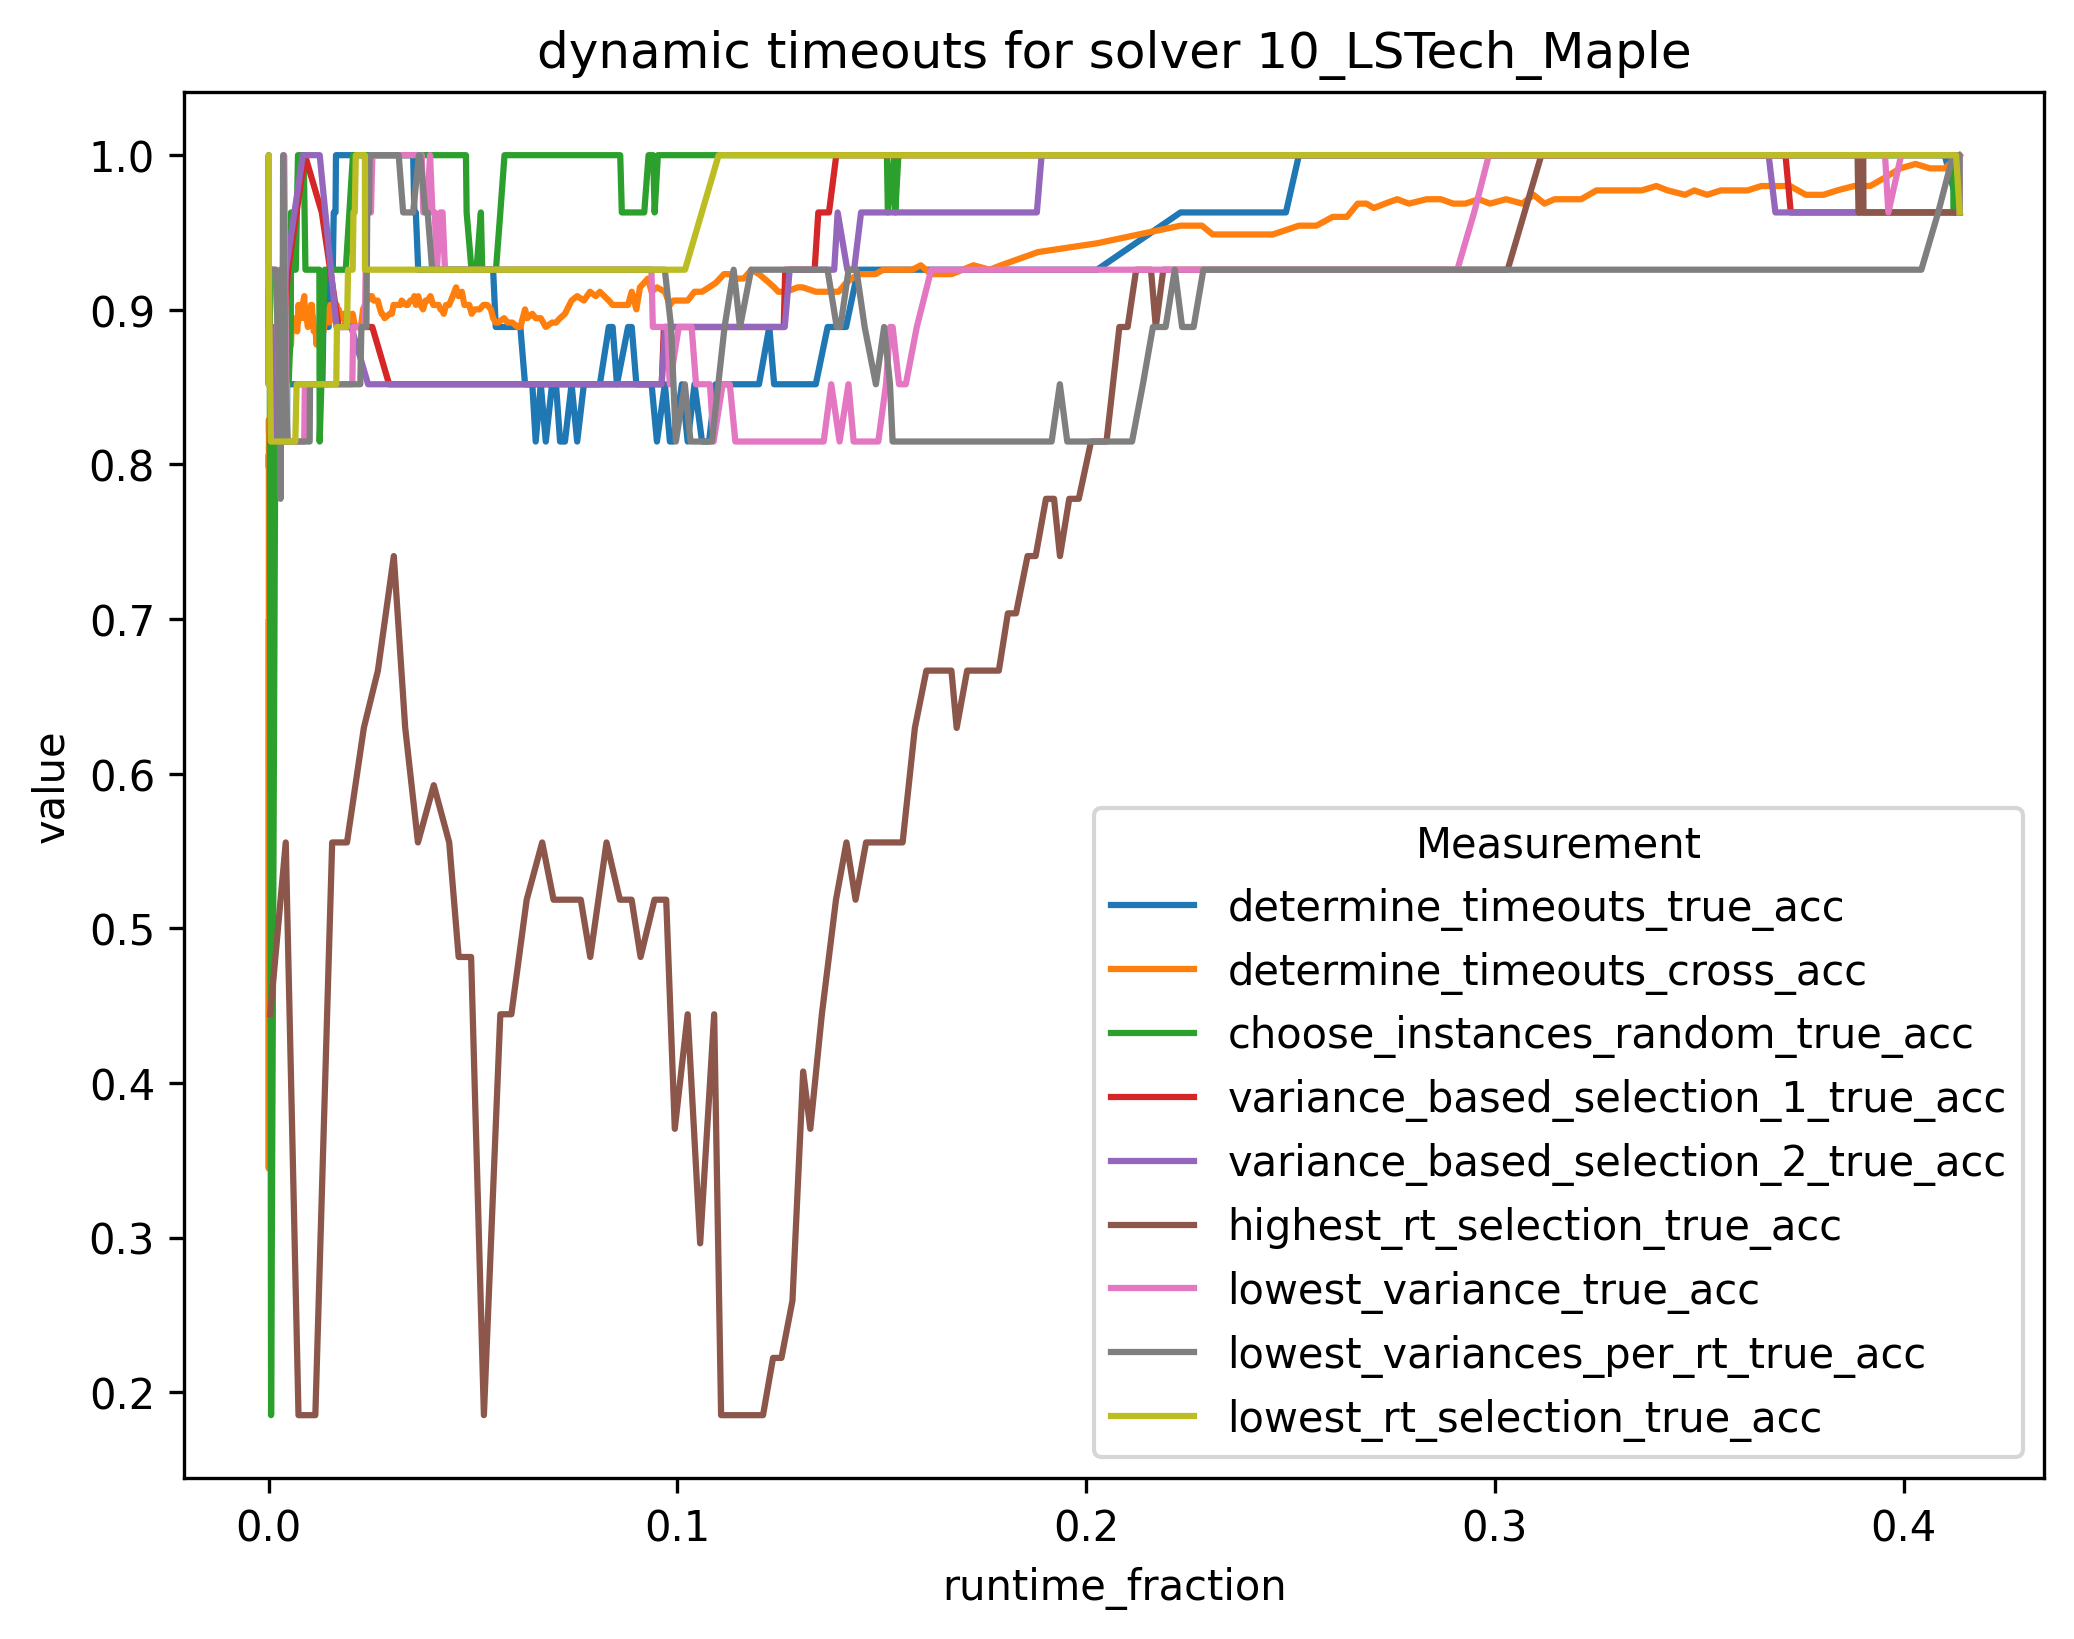 dynamic timeouts for solver 10_LSTech_Maple
1.0
0.9
0.8
0.7
0.6
0.5
0.4
0.3
0.2
value
Measurement
determine_timeouts_true_acc
determine_timeouts_cross_acc
choose_instances_random_true_acc
variance_based_selection_1_true_acc
variance_based_selection_2_true_acc
highest_rt_selection_true_acc
lowest_variance_true_acc
lowest_variances_per_rt_true_acc
lowest_rt_selection_true_acc
0.0 0.1 0.2 0.3 0.4
runtime_fraction